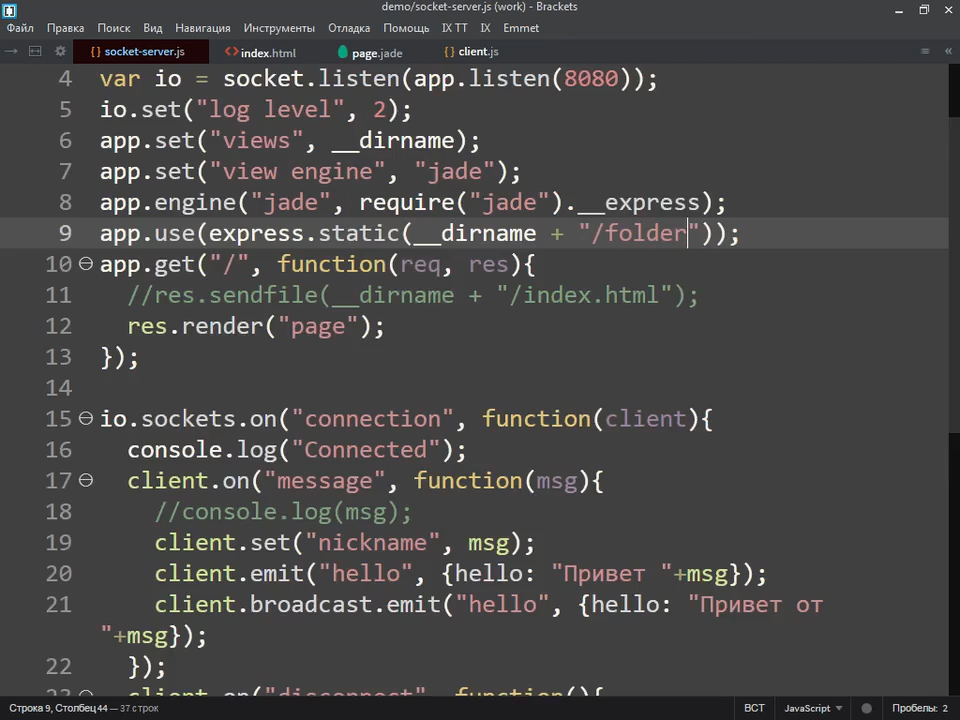 demo/socket-server.js (work) - Brackets
Файл Правка Поиск Вид Навигация Инструменты Отладка Помощь IX TT IX Emmet
{ } socket-server.js <> index.html page.jade { } client.js
4 var io = socket.listen(app.listen(8080));
5 io.set("log level", 2);
6 app.set("views", __dirname);
7 app.set("view engine", "jade");
8 app.engine("jade", require("jade").__express);
9 app.use(express.static(__dirname + "/folder"));
10 app.get("/", function(req, res){
11 //res.sendfile(__dirname + "/index.html");
12 res.render("page");
13 });
14
15 io.sockets.on("connection", function(client){
16 console.log("Connected");
17 client.on("message", function(msg){
18 //console.log(msg);
19 client.set("nickname", msg);
20 client.emit("hello", {hello: "Привет "+msg});
21 client.broadcast.emit("hello", {hello: "Привет от
"+msg});
22 });
23 client.on("disconnect", function(){
Строка 9, Столбец 44 — 37 строк ВСТ JavaScript Пробелы: 2